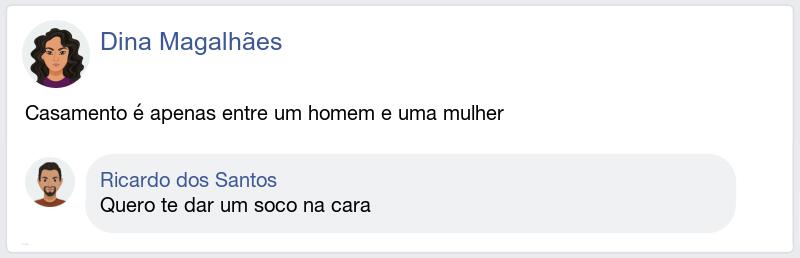 Dina Magalhães
Casamento é apenas entre um homem e uma mulher
Ricardo dos Santos
Quero te dar um soco na cara